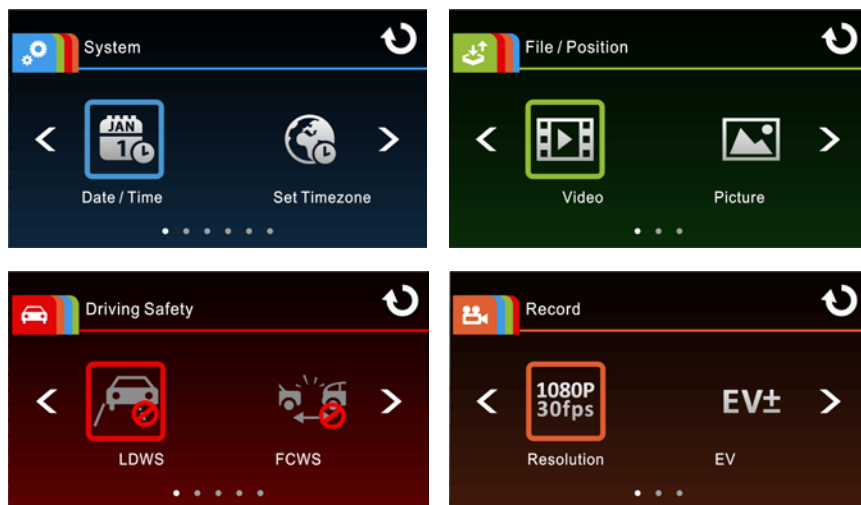 System
JAN
1
Date / Time
Set Timezone
File / Position
Video
Picture
Driving Safety
LDWS
FCWS
Record
1080P
30fps
EV±
Resolution
EV